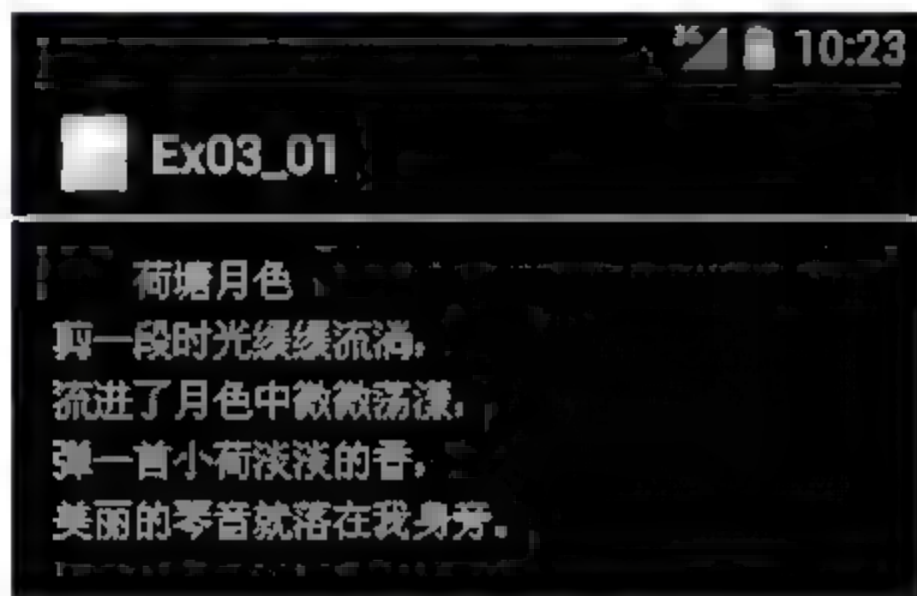 3G 10:23
Ex03_01
荷塘月色
剪一段时光缓缓流淌,
流进了月色中微微荡漾,
弹一首小荷淡淡的香,
美丽的琴音就落在我身旁。